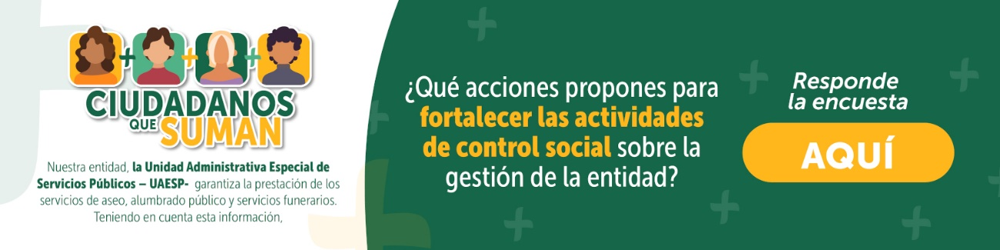 CIUDADANOS
QUE SUMAN
Nuestra entidad, la Unidad Administrativa Especial de
Servicios Públicos – UAESP- garantiza la prestación de los
servicios de aseo, alumbrado público y servicios funerarios.
Teniendo en cuenta esta información,
¿Qué acciones propones para
fortalecer las actividades
de control social sobre la
gestión de la entidad?
Responde
la encuesta
AQUÍ